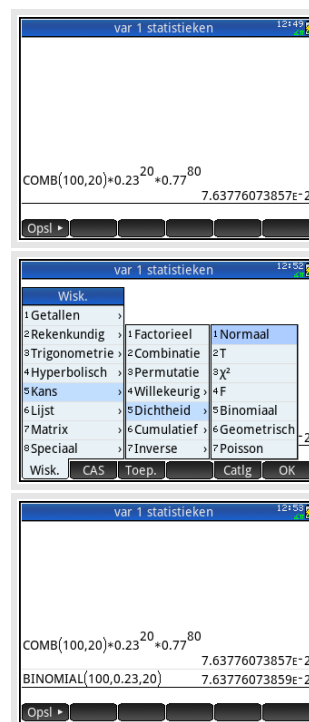 var 1 statistieken 12:49
COMB(100,20)*0.23^20*0.77^80
7.63776073857E-2
Opsl ▸
var 1 statistieken 12:52
Wisk.
1 Getallen ›
2 Rekenkundig › 1 Factorieel 1 Normaal
3 Trigonometrie › 2 Combinatie 2 T
4 Hyperbolisch › 3 Permutatie 3 χ²
5 Kans › 4 Willekeurig › 4 F
6 Lijst › 5 Dichtheid › 5 Binomiaal
7 Matrix › 6 Cumulatief › 6 Geometrisch
8 Speciaal › 7 Inverse › 7 Poisson -2
Wisk. CAS Toep. Catlg OK
var 1 statistieken 12:53
COMB(100,20)*0.23^20*0.77^80
7.63776073857E-2
BINOMIAL(100,0.23,20) 7.63776073859E-2
Opsl ▸